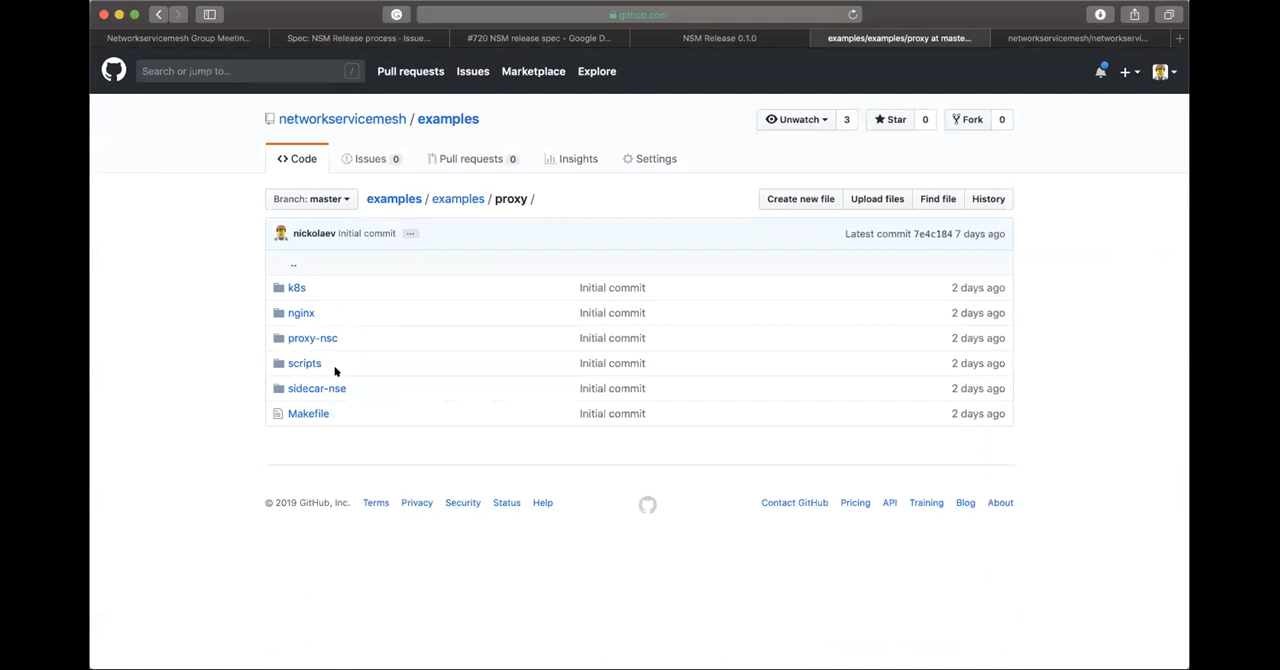 github.com
Networkservicemesh Group Meetin...
Spec: NSM Release process · Issue...
#720 NSM release spec - Google D...
NSM Release 0.1.0
examples/examples/proxy at maste...
networkservicemesh/networkservi...
Search or jump to... /
Pull requests Issues Marketplace Explore
networkservicemesh / examples
Unwatch 3 Star 0 Fork 0
Code Issues 0 Pull requests 0 Insights Settings
Branch: master examples / examples / proxy /
Create new file Upload files Find file History
nickolaev Initial commit ... Latest commit 7e4c184 7 days ago
..
k8s Initial commit 2 days ago
nginx Initial commit 2 days ago
proxy-nsc Initial commit 2 days ago
scripts Initial commit 2 days ago
sidecar-nse Initial commit 2 days ago
Makefile Initial commit 2 days ago
© 2019 GitHub, Inc. Terms Privacy Security Status Help Contact GitHub Pricing API Training Blog About